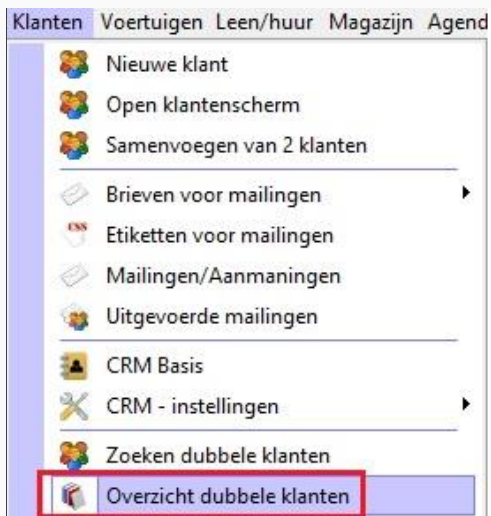 Klanten Voertuigen Leen/huur Magazijn Agend
Nieuwe klant
Open klantenscherm
Samenvoegen van 2 klanten
Brieven voor mailingen
CSS
Etiketten voor mailingen
Mailingen/Aanmaningen
Uitgevoerde mailingen
CRM Basis
CRM - instellingen
Zoeken dubbele klanten
Overzicht dubbele klanten